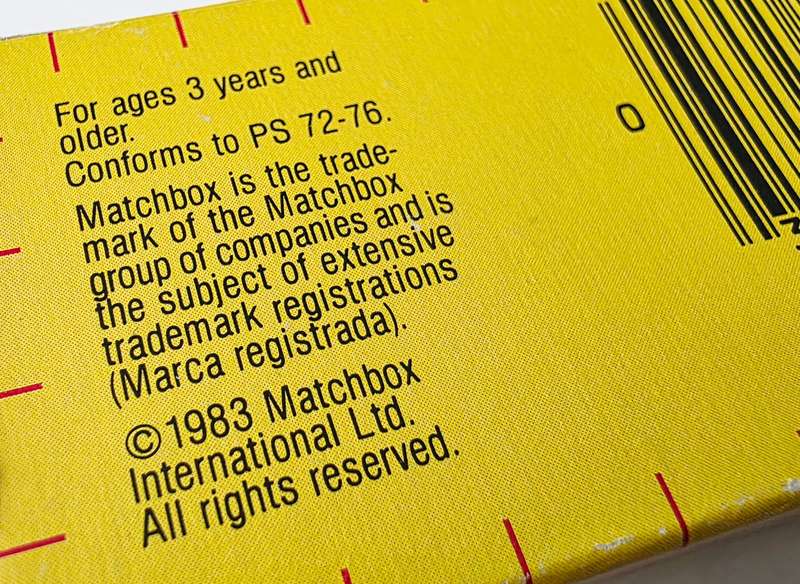 For ages 3 years and
older.
Conforms to PS 72-76.
Matchbox is the trade-
mark of the Matchbox
group of companies and is
the subject of extensive
trademark registrations
(Marca registrada).
©1983 Matchbox
International Ltd.
All rights reserved.
0